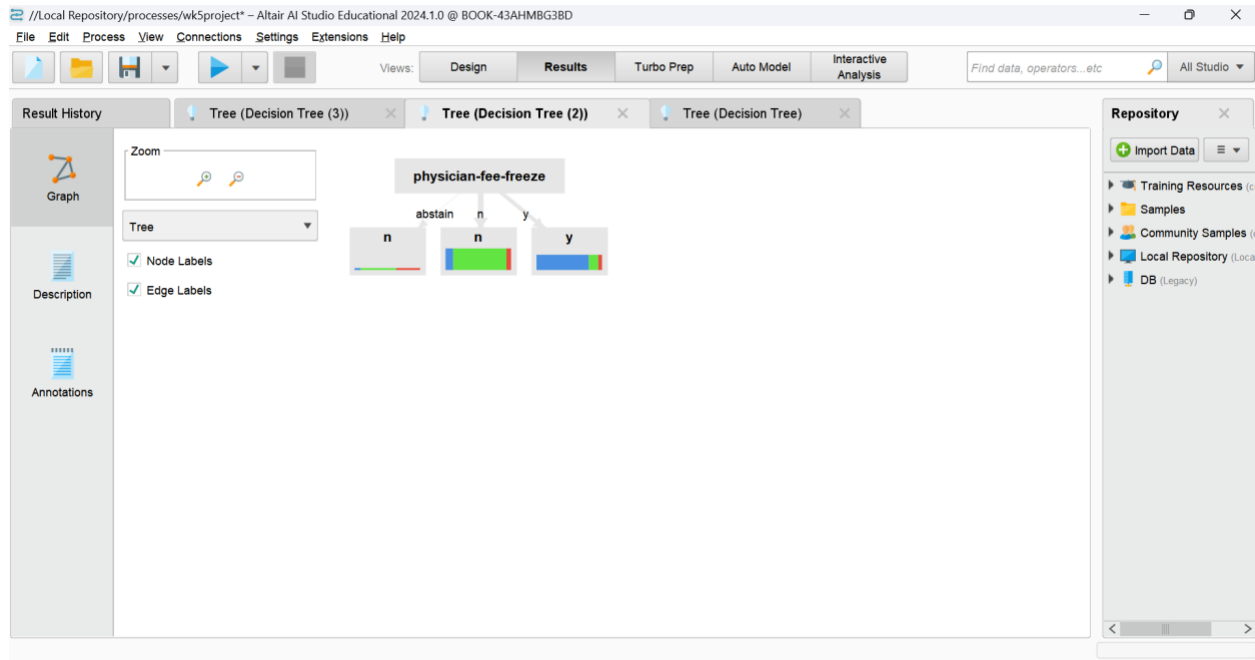 //Local Repository/processes/wk5project* – Altair AI Studio Educational 2024.1.0 @ BOOK-43AHMBG3BD
File Edit Process View Connections Settings Extensions Help
Views: Design Results Turbo Prep Auto Model Interactive Analysis Find data, operators...etc All Studio
Result History Tree (Decision Tree (3)) Tree (Decision Tree (2)) Tree (Decision Tree) Repository
Zoom
Graph
Tree
Node Labels
Edge Labels
Description
Annotations
physician-fee-freeze
abstain n y
n n y
Import Data
Training Resources (c
Samples
Community Samples (
Local Repository (Loca
DB (Legacy)